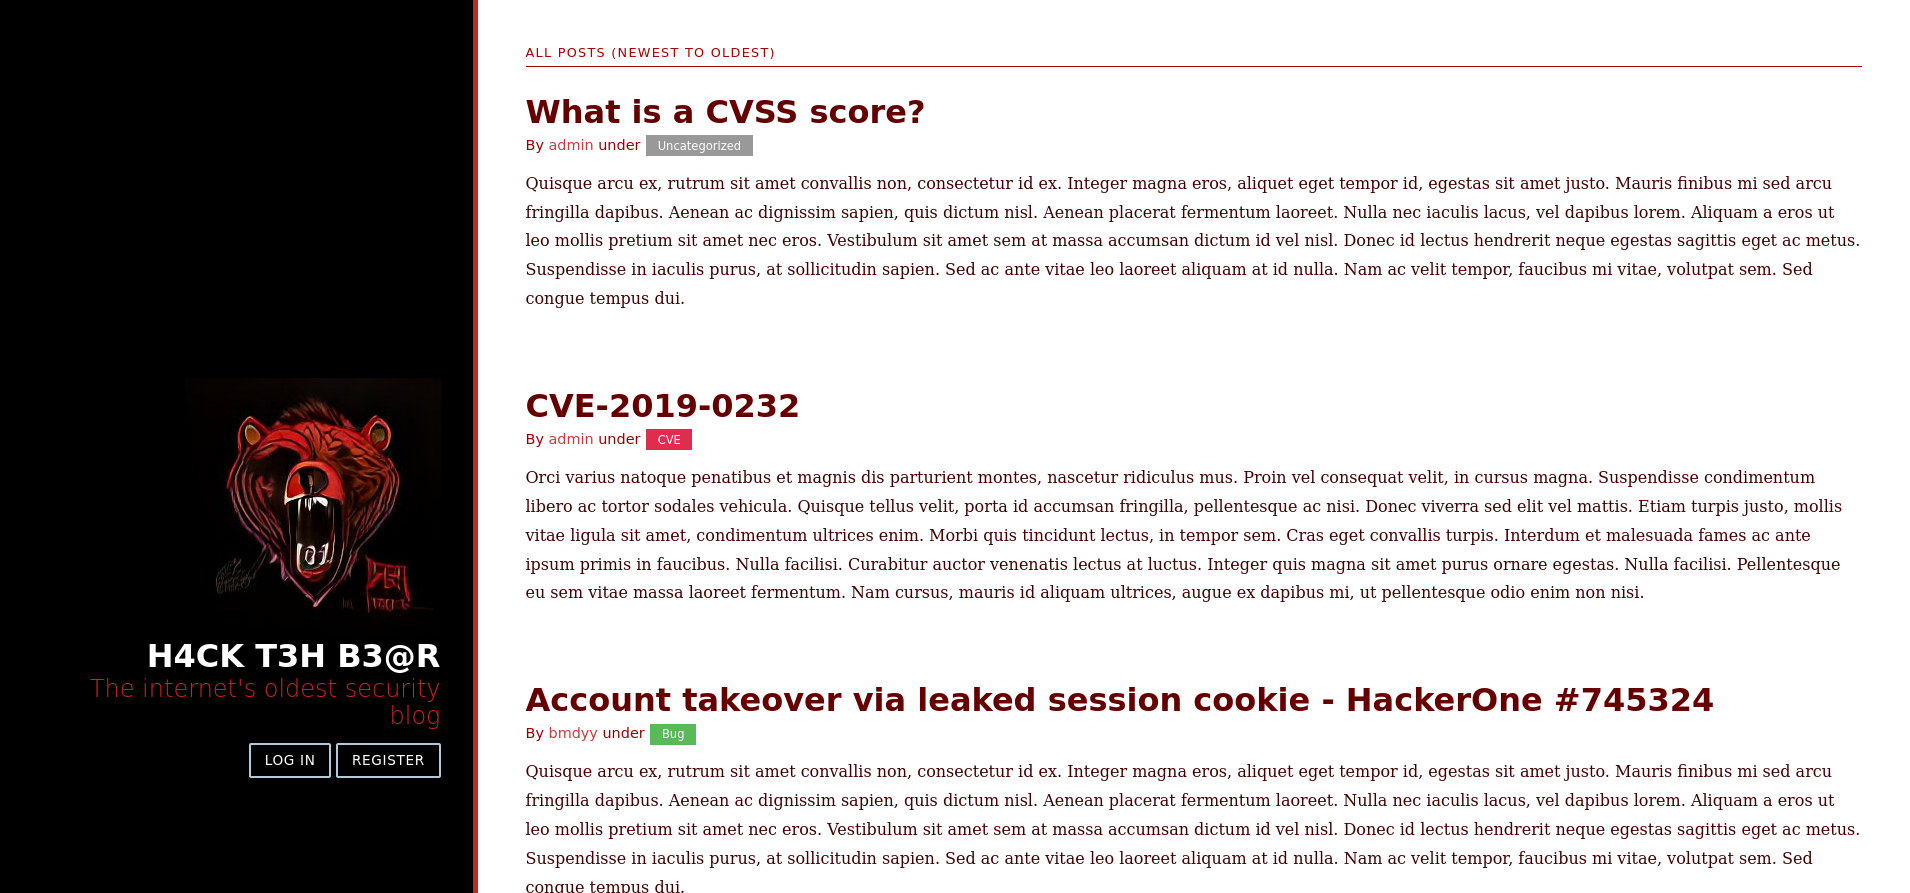 H4CK T3H B3@R
The internet's oldest security
blog
LOG IN
REGISTER
ALL POSTS (NEWEST TO OLDEST)
What is a CVSS score?
By admin under Uncategorized
Quisque arcu ex, rutrum sit amet convallis non, consectetur id ex. Integer magna eros, aliquet eget tempor id, egestas sit amet justo. Mauris finibus mi sed arcu
fringilla dapibus. Aenean ac dignissim sapien, quis dictum nisl. Aenean placerat fermentum laoreet. Nulla nec iaculis lacus, vel dapibus lorem. Aliquam a eros ut
leo mollis pretium sit amet nec eros. Vestibulum sit amet sem at massa accumsan dictum id vel nisl. Donec id lectus hendrerit neque egestas sagittis eget ac metus.
Suspendisse in iaculis purus, at sollicitudin sapien. Sed ac ante vitae leo laoreet aliquam at id nulla. Nam ac velit tempor, faucibus mi vitae, volutpat sem. Sed
congue tempus dui.
CVE-2019-0232
By admin under CVE
Orci varius natoque penatibus et magnis dis parturient montes, nascetur ridiculus mus. Proin vel consequat velit, in cursus magna. Suspendisse condimentum
libero ac tortor sodales vehicula. Quisque tellus velit, porta id accumsan fringilla, pellentesque ac nisi. Donec viverra sed elit vel mattis. Etiam turpis justo, mollis
vitae ligula sit amet, condimentum ultrices enim. Morbi quis tincidunt lectus, in tempor sem. Cras eget convallis turpis. Interdum et malesuada fames ac ante
ipsum primis in faucibus. Nulla facilisi. Curabitur auctor venenatis lectus at luctus. Integer quis magna sit amet purus ornare egestas. Nulla facilisi. Pellentesque
eu sem vitae massa laoreet fermentum. Nam cursus, mauris id aliquam ultrices, augue ex dapibus mi, ut pellentesque odio enim non nisi.
Account takeover via leaked session cookie - HackerOne #745324
By bmdyy under Bug
Quisque arcu ex, rutrum sit amet convallis non, consectetur id ex. Integer magna eros, aliquet eget tempor id, egestas sit amet justo. Mauris finibus mi sed arcu
fringilla dapibus. Aenean ac dignissim sapien, quis dictum nisl. Aenean placerat fermentum laoreet. Nulla nec iaculis lacus, vel dapibus lorem. Aliquam a eros ut
leo mollis pretium sit amet nec eros. Vestibulum sit amet sem at massa accumsan dictum id vel nisl. Donec id lectus hendrerit neque egestas sagittis eget ac metus.
Suspendisse in iaculis purus, at sollicitudin sapien. Sed ac ante vitae leo laoreet aliquam at id nulla. Nam ac velit tempor, faucibus mi vitae, volutpat sem. Sed
congue tempus dui.